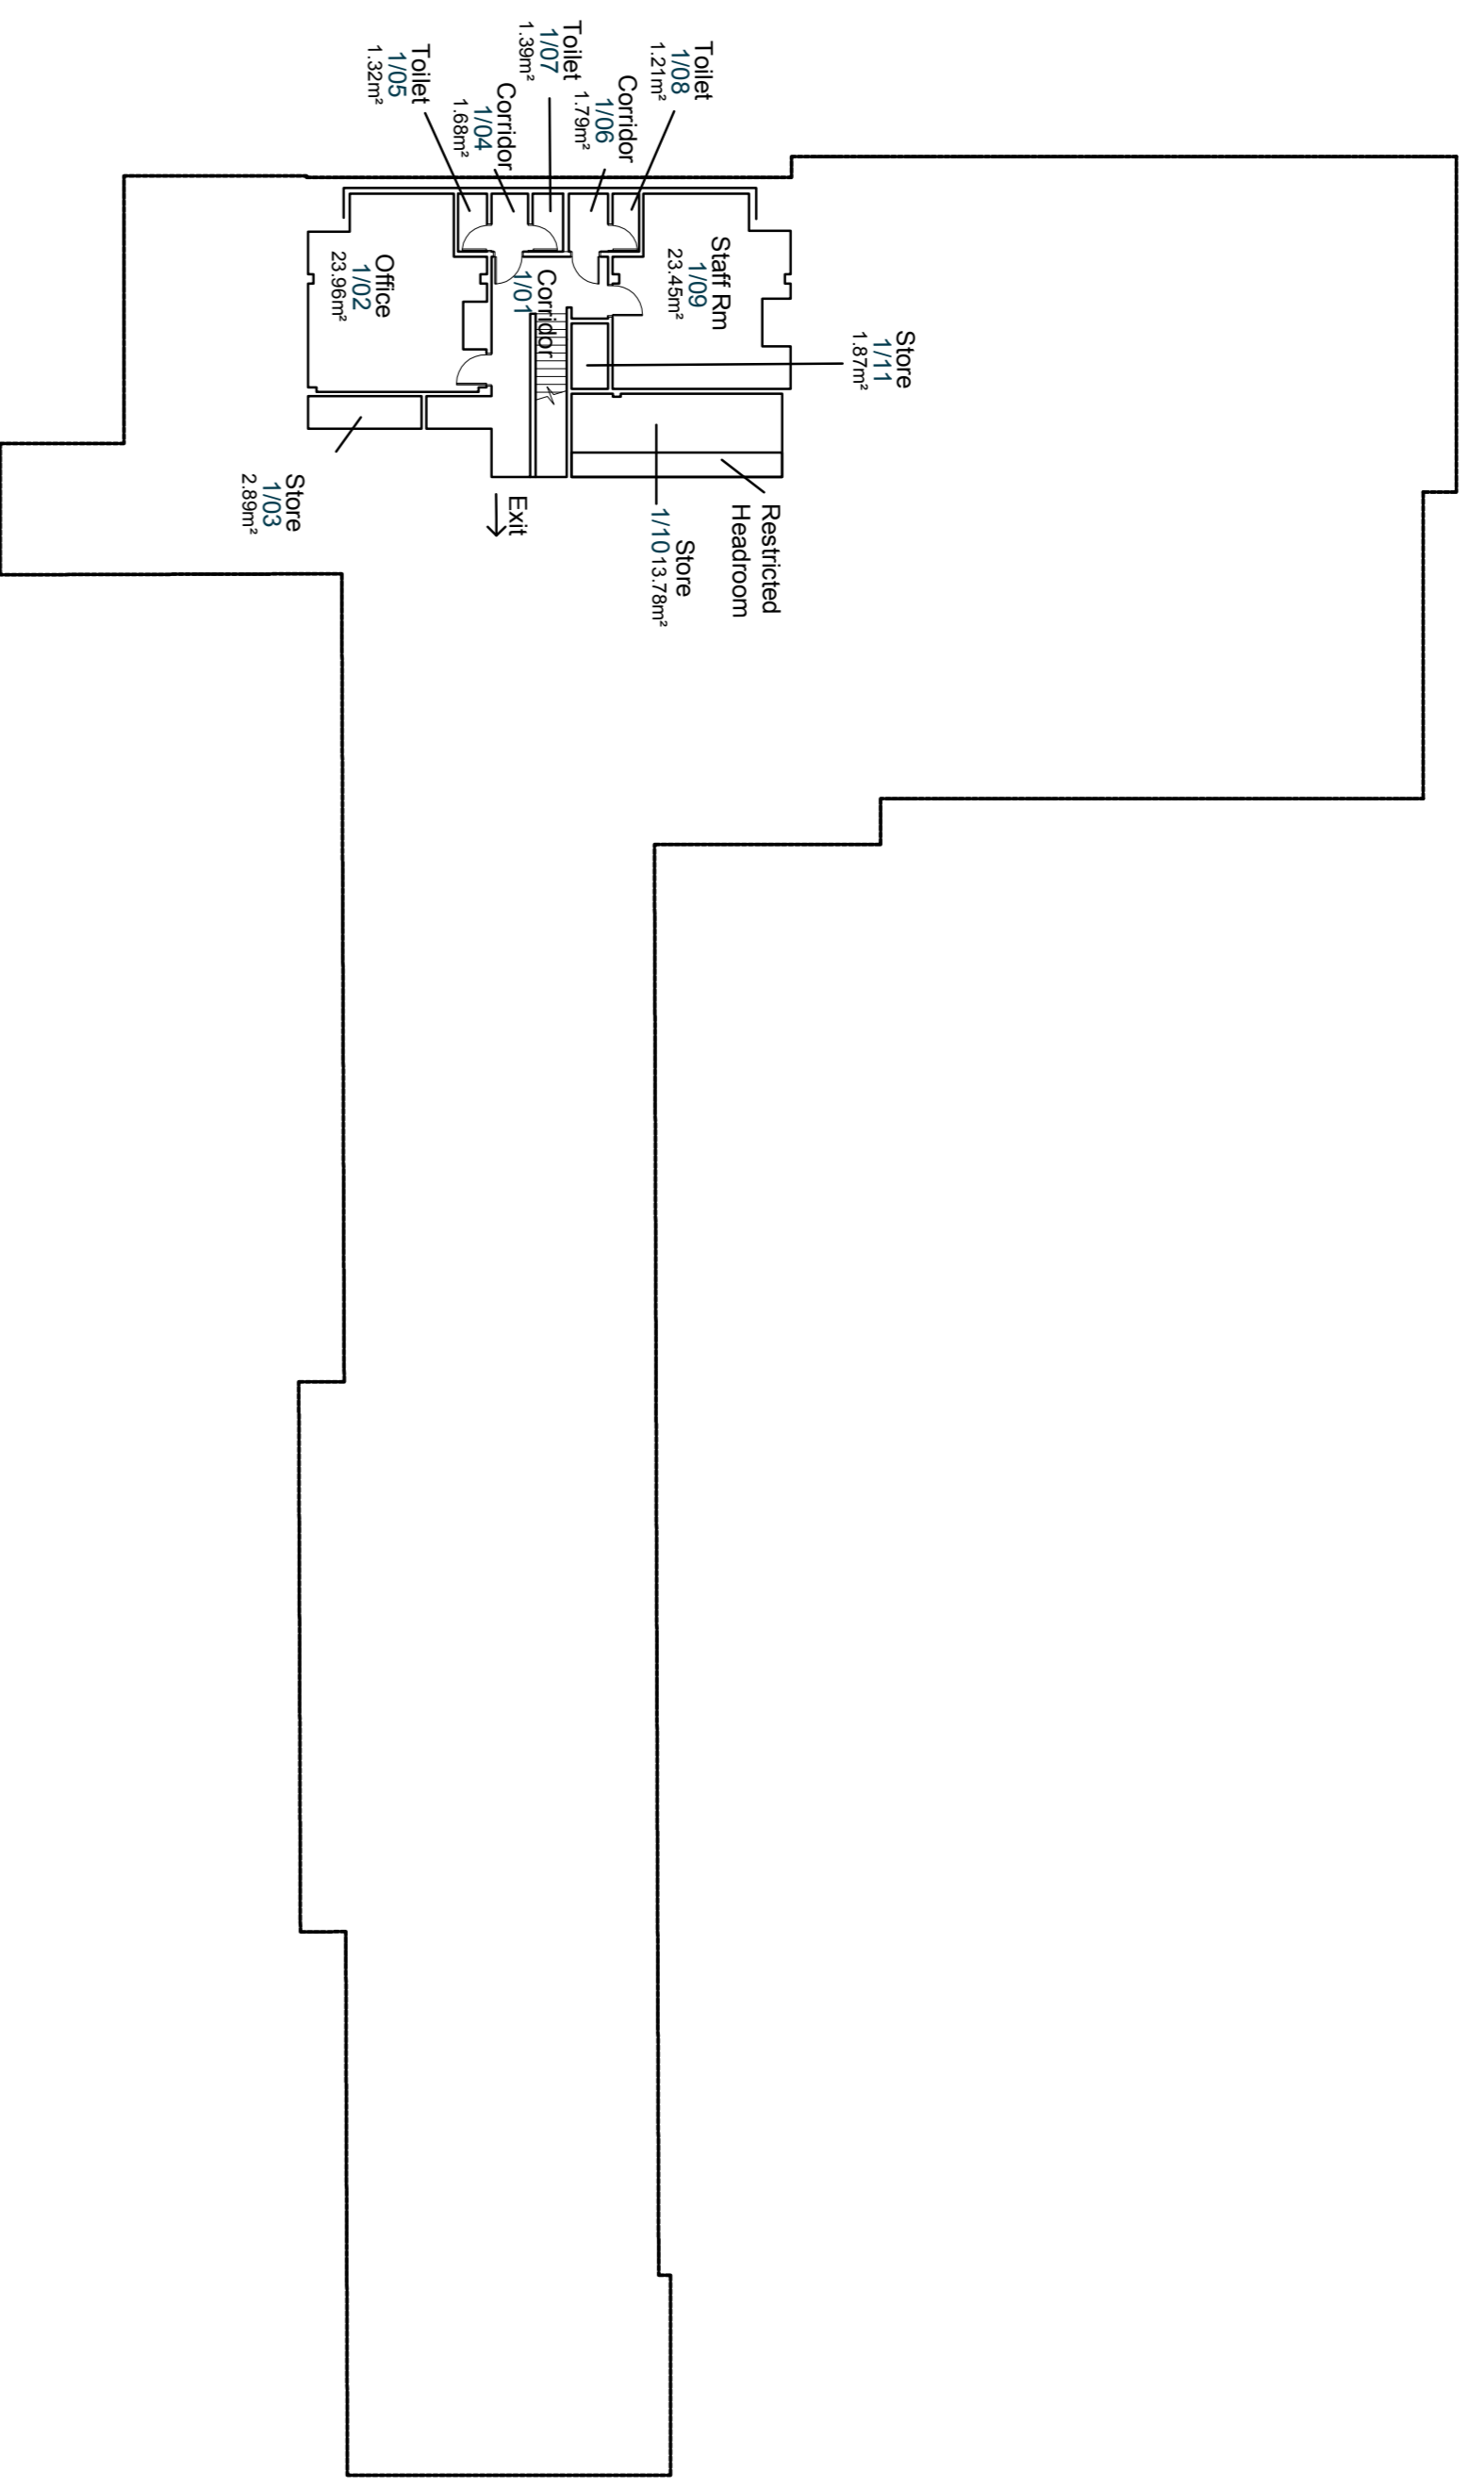 Toilet
1/08
1.21m²
Corridor
1/06
1.79m²
Toilet
1/07
1.39m²
Corridor
1/04
1.68m²
Toilet
1/05
1.32m²
Staff Rm
1/09
23.45m²
Corridor
1/01
Office
1/02
23.96m²
Store
1/11
1.87m²
Restricted
Headroom
Store
1/10 13.78m²
Exit
Store
1/03
2.89m²